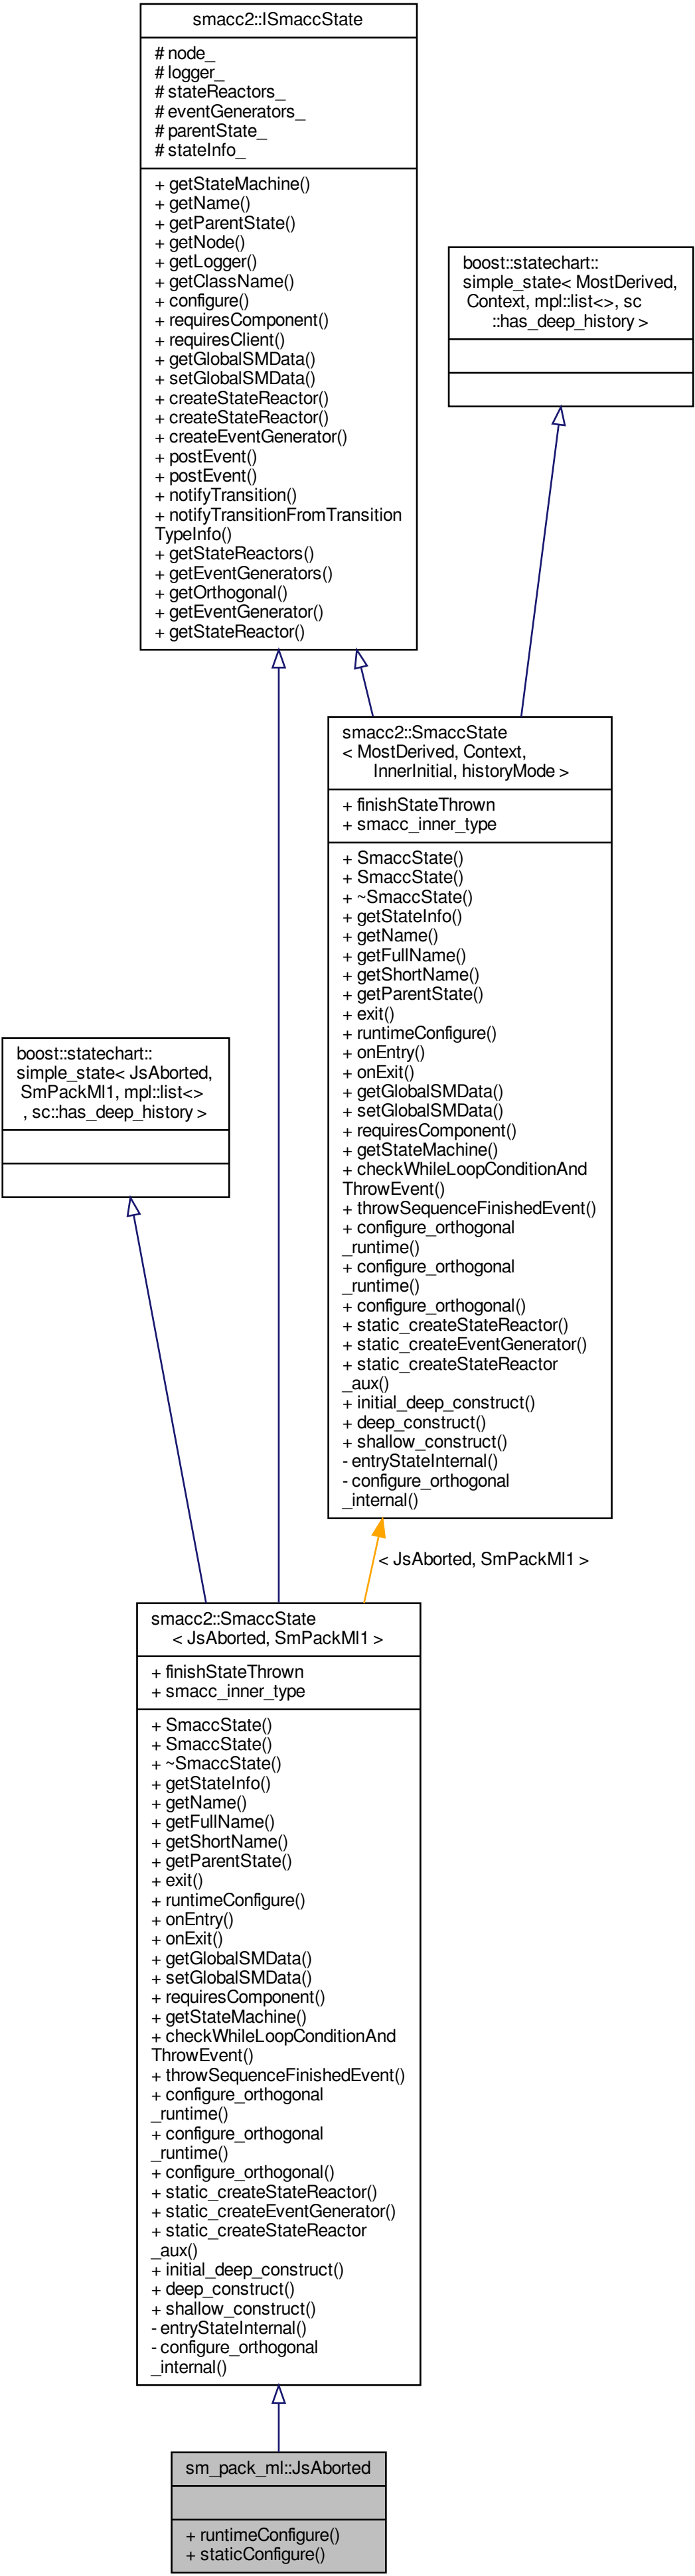 smacc2::ISmaccState
# node_
# logger_
# stateReactors_
# eventGenerators_
# parentState_
# stateInfo_
+ getStateMachine()
+ getName()
+ getParentState()
+ getNode()
+ getLogger()
+ getClassName()
+ configure()
+ requiresComponent()
+ requiresClient()
+ getGlobalSMData()
+ setGlobalSMData()
+ createStateReactor()
+ createStateReactor()
+ createEventGenerator()
+ postEvent()
+ postEvent()
+ notifyTransition()
+ notifyTransitionFromTransition
TypeInfo()
+ getStateReactors()
+ getEventGenerators()
+ getOrthogonal()
+ getEventGenerator()
+ getStateReactor()
boost::statechart::
simple_state< MostDerived,
Context, mpl::list<>, sc
::has_deep_history >
smacc2::SmaccState
< MostDerived, Context,
InnerInitial, historyMode >
+ finishStateThrown
+ smacc_inner_type
+ SmaccState()
+ SmaccState()
+ ~SmaccState()
+ getStateInfo()
+ getName()
+ getFullName()
+ getShortName()
+ getParentState()
+ exit()
+ runtimeConfigure()
+ onEntry()
+ onExit()
+ getGlobalSMData()
+ setGlobalSMData()
+ requiresComponent()
+ getStateMachine()
+ checkWhileLoopConditionAnd
ThrowEvent()
+ throwSequenceFinishedEvent()
+ configure_orthogonal
_runtime()
+ configure_orthogonal
_runtime()
+ configure_orthogonal()
+ static_createStateReactor()
+ static_createEventGenerator()
+ static_createStateReactor
_aux()
+ initial_deep_construct()
+ deep_construct()
+ shallow_construct()
- entryStateInternal()
- configure_orthogonal
_internal()
boost::statechart::
simple_state< JsAborted,
SmPackMl1, mpl::list<>
, sc::has_deep_history >
< JsAborted, SmPackMl1 >
smacc2::SmaccState
< JsAborted, SmPackMl1 >
+ finishStateThrown
+ smacc_inner_type
+ SmaccState()
+ SmaccState()
+ ~SmaccState()
+ getStateInfo()
+ getName()
+ getFullName()
+ getShortName()
+ getParentState()
+ exit()
+ runtimeConfigure()
+ onEntry()
+ onExit()
+ getGlobalSMData()
+ setGlobalSMData()
+ requiresComponent()
+ getStateMachine()
+ checkWhileLoopConditionAnd
ThrowEvent()
+ throwSequenceFinishedEvent()
+ configure_orthogonal
_runtime()
+ configure_orthogonal
_runtime()
+ configure_orthogonal()
+ static_createStateReactor()
+ static_createEventGenerator()
+ static_createStateReactor
_aux()
+ initial_deep_construct()
+ deep_construct()
+ shallow_construct()
- entryStateInternal()
- configure_orthogonal
_internal()
sm_pack_ml::JsAborted
+ runtimeConfigure()
+ staticConfigure()